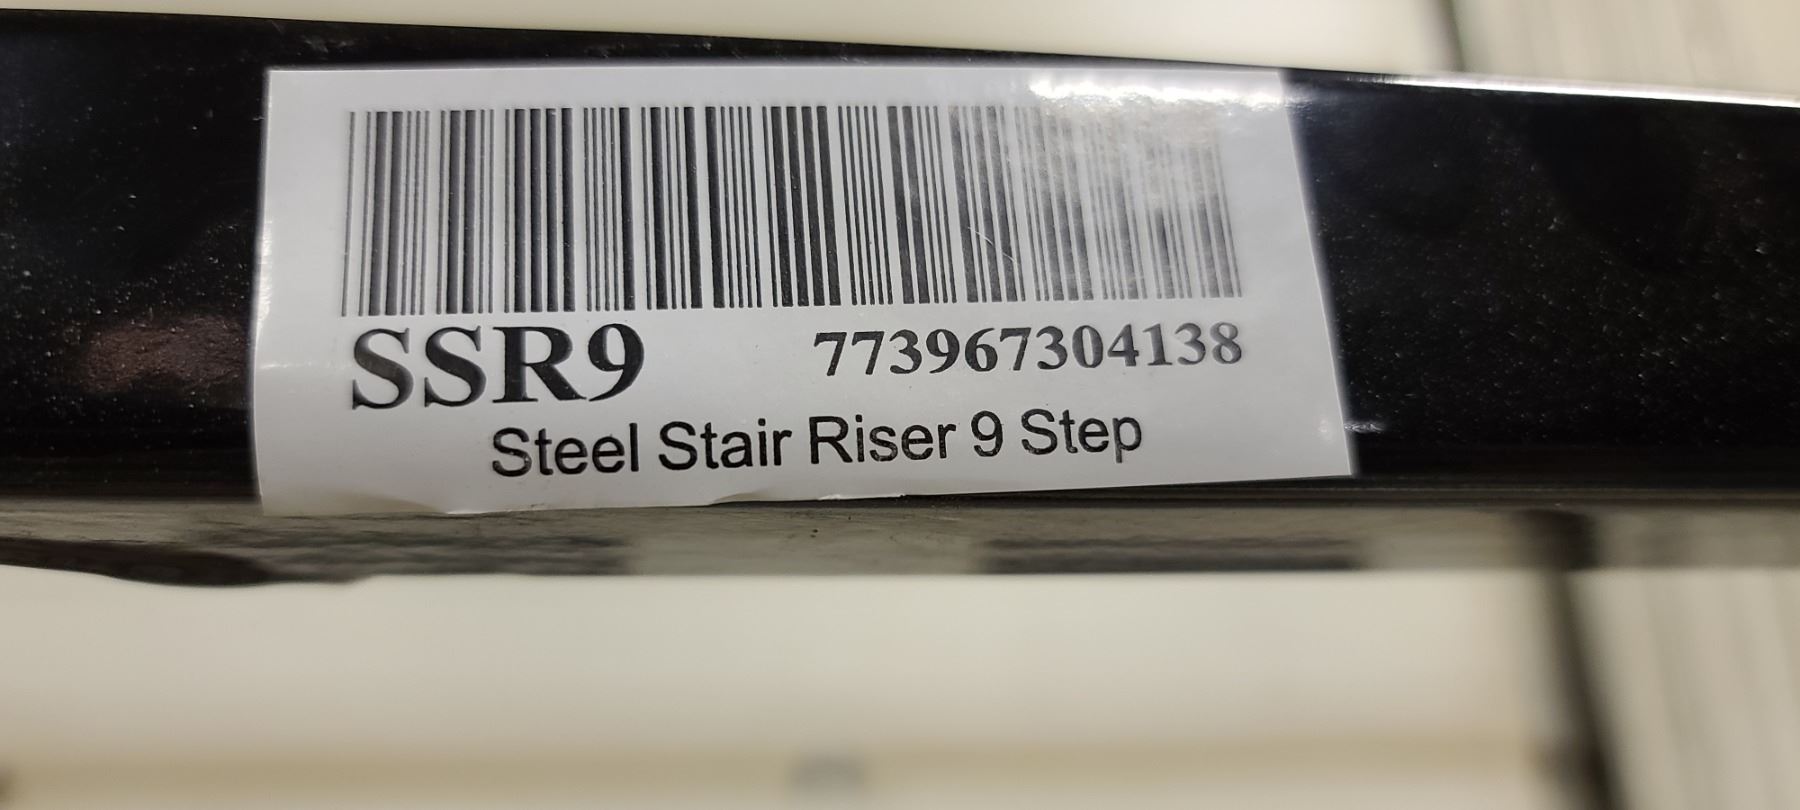 SSR9 773967304138
Steel Stair Riser 9 Step